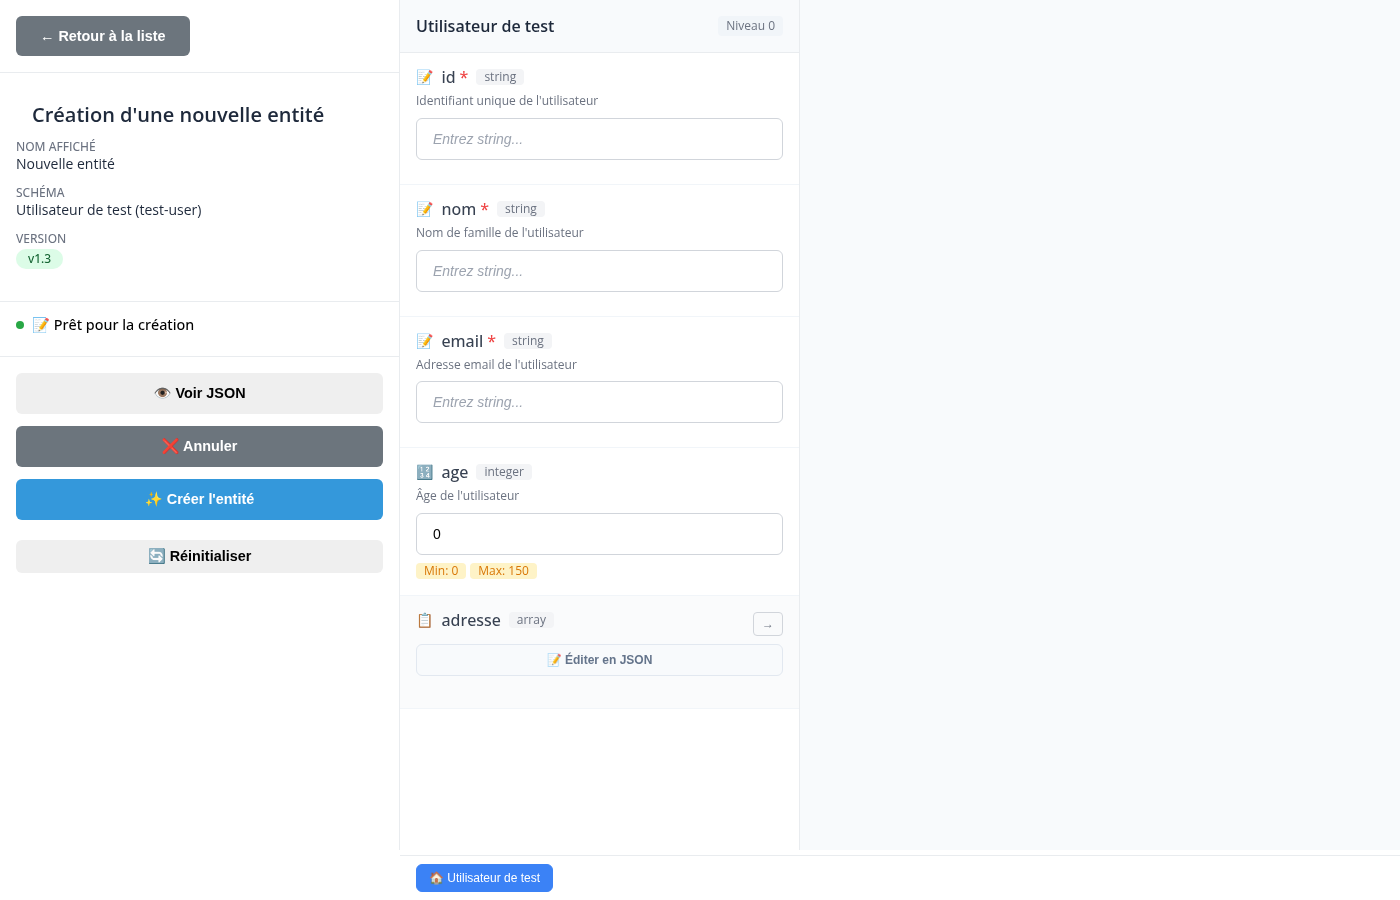 ← Retour à la liste
Création d'une nouvelle entité
NOM AFFICHÉ
Nouvelle entité
SCHÉMA
Utilisateur de test (test-user)
VERSION
v1.3
📝 Prêt pour la création
👁️ Voir JSON
❌ Annuler
✨ Créer l'entité
🔄 Réinitialiser
Utilisateur de test Niveau 0
📝 id * string
Identifiant unique de l'utilisateur
Entrez string...
📝 nom * string
Nom de famille de l'utilisateur
Entrez string...
📝 email * string
Adresse email de l'utilisateur
Entrez string...
🔢 age integer
Âge de l'utilisateur
0
Min: 0 Max: 150
📋 adresse array →
📝 Éditer en JSON
🏠 Utilisateur de test